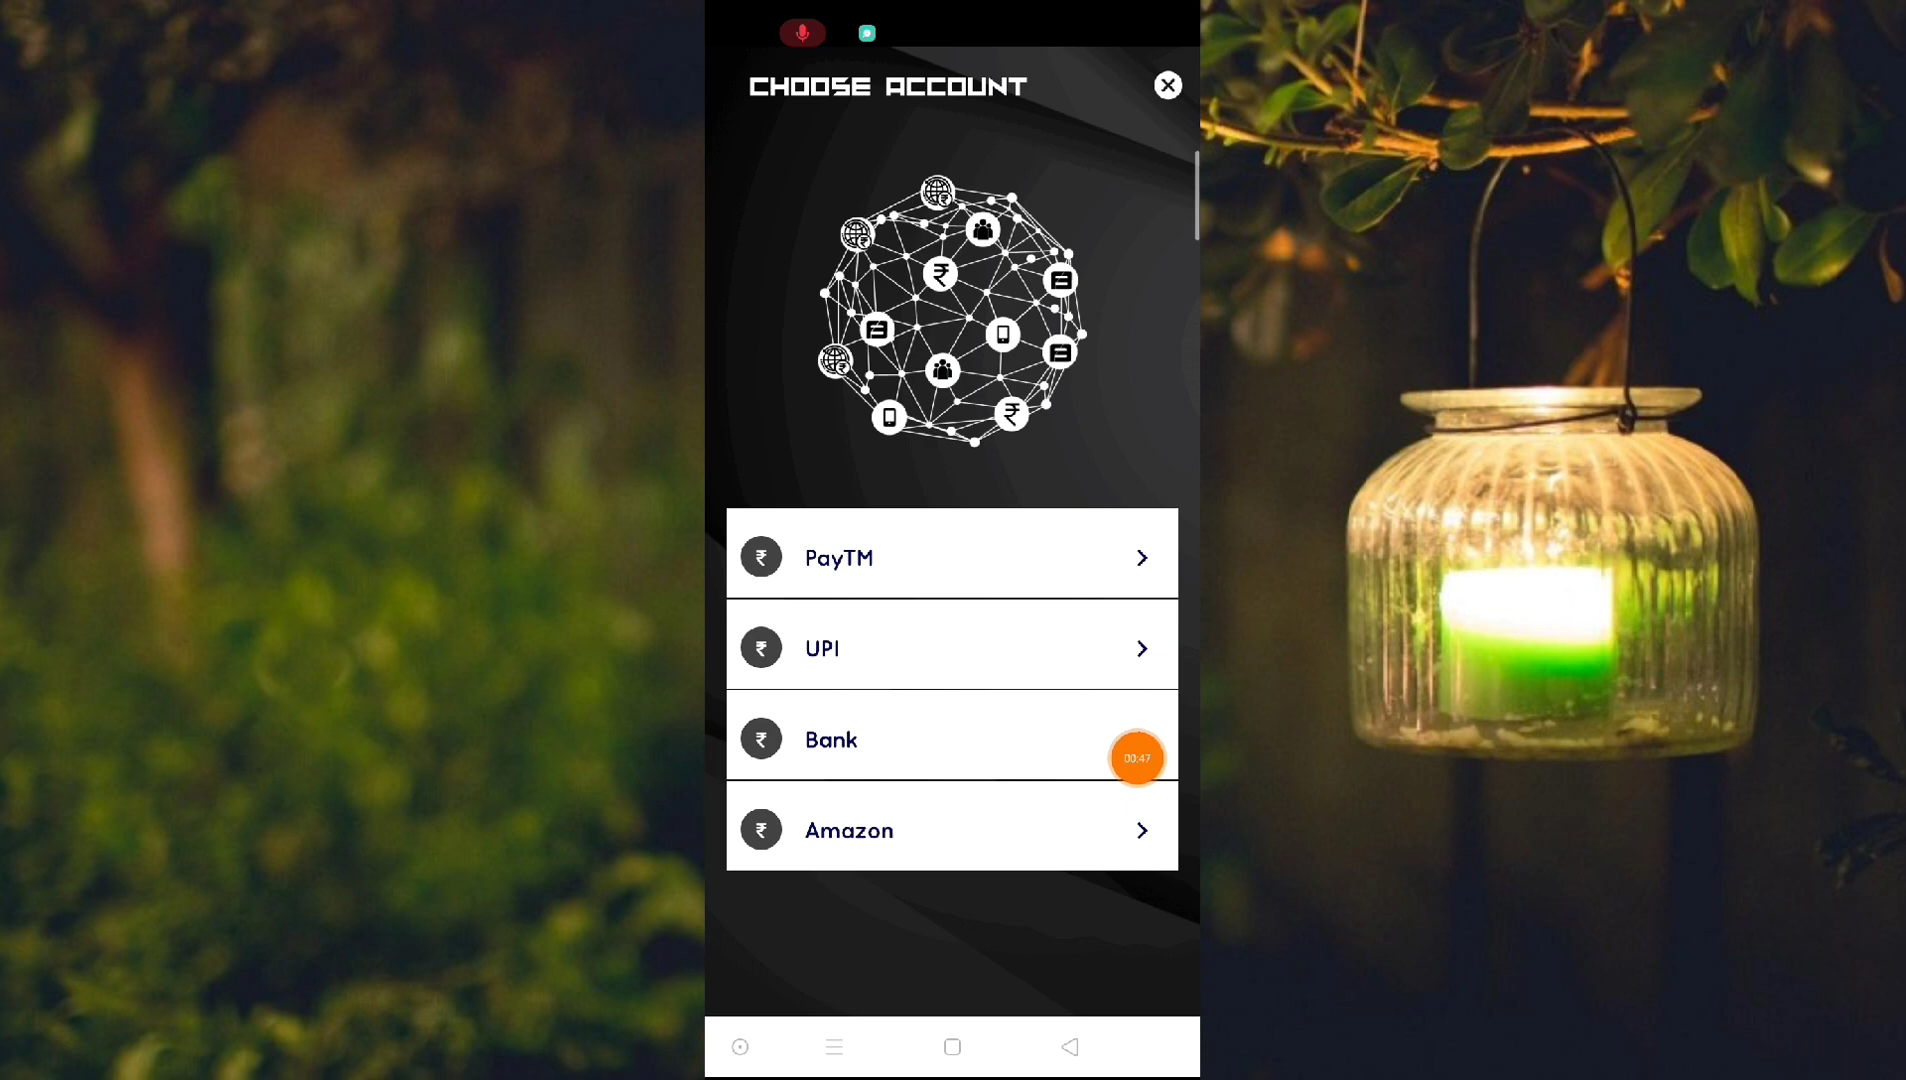 CHOOSE ACCOUNT
₹ PayTM
₹ UPI
₹ Bank
00:47
₹ Amazon